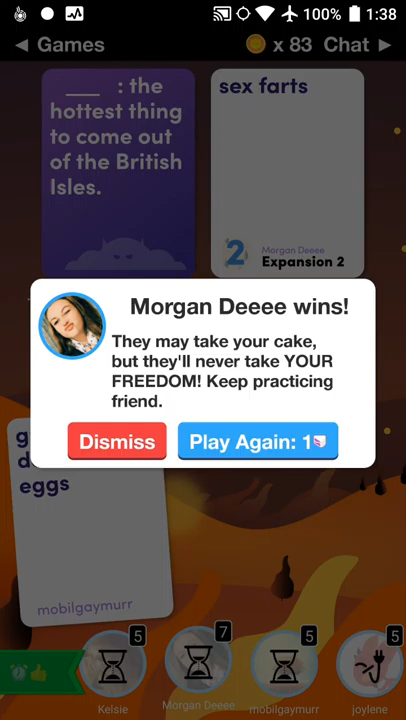 100% 1:38
Games x 83 Chat
___ : the
hottest thing
to come out
of the British
Isles.
sex farts
2
Morgan Deeee
Expansion 2
Morgan Deeee wins!
They may take your cake,
but they'll never take YOUR
FREEDOM! Keep practicing
friend.
Dismiss
Play Again: 1
eggs
mobilgaymurr
5 7 5 5
Kelsie Morgan Deeee mobilgaymurr joylene